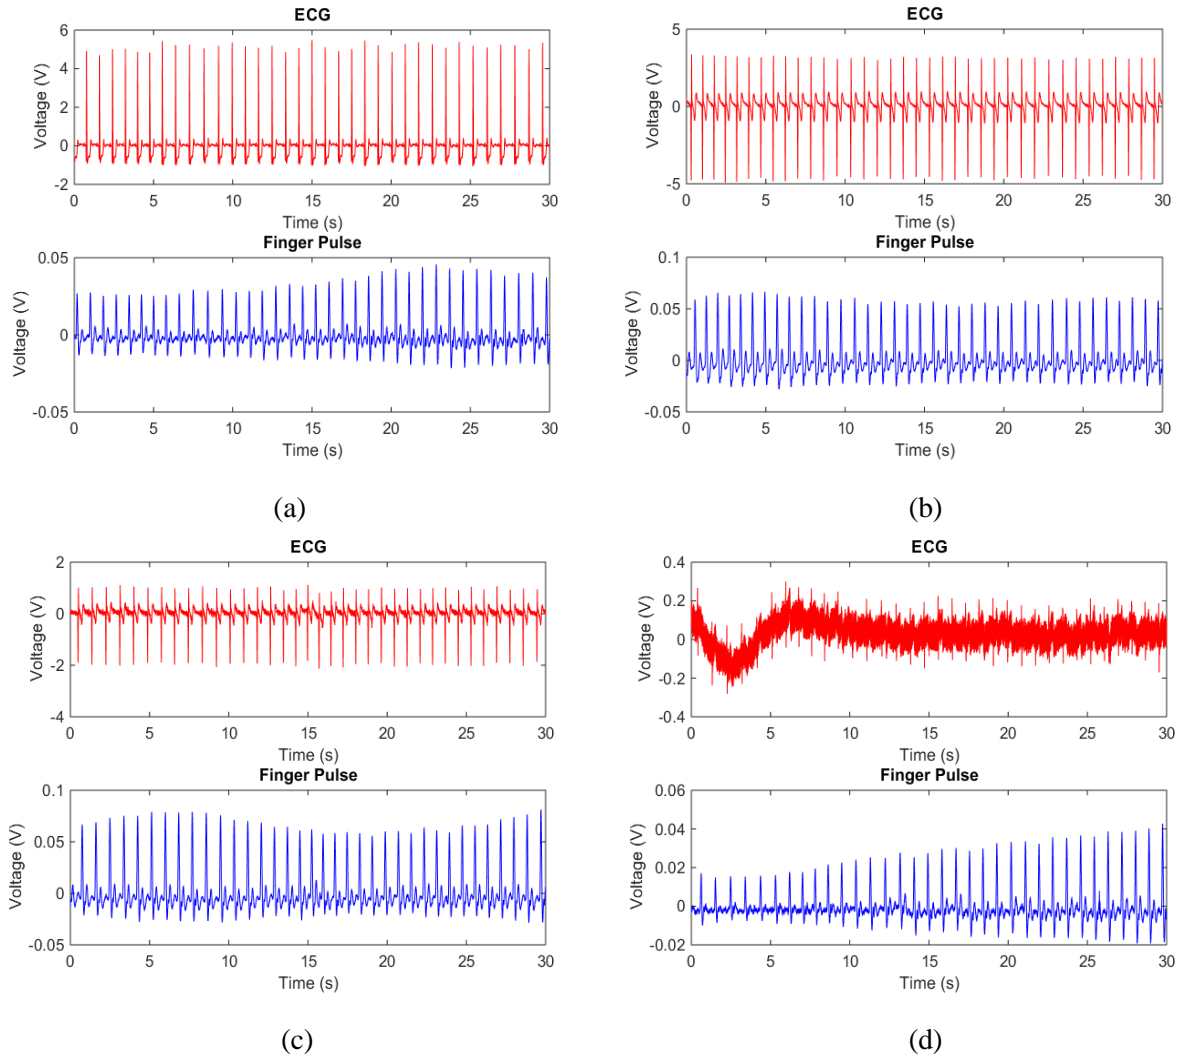 ECG
6
4
2
0
-2
Voltage (V)
0 5 10 15 20 25 30
Time (s)
Finger Pulse
0.05
0
-0.05
Voltage (V)
0 5 10 15 20 25 30
Time (s)
(a)
ECG
5
0
-5
Voltage (V)
0 5 10 15 20 25 30
Time (s)
Finger Pulse
0.1
0.05
0
-0.05
Voltage (V)
0 5 10 15 20 25 30
Time (s)
(b)
ECG
2
0
-2
-4
Voltage (V)
0 5 10 15 20 25 30
Time (s)
Finger Pulse
0.1
0.05
0
-0.05
Voltage (V)
0 5 10 15 20 25 30
Time (s)
(c)
ECG
0.4
0.2
0
-0.2
-0.4
Voltage (V)
0 5 10 15 20 25 30
Time (s)
Finger Pulse
0.06
0.04
0.02
0
-0.02
Voltage (V)
0 5 10 15 20 25 30
Time (s)
(d)